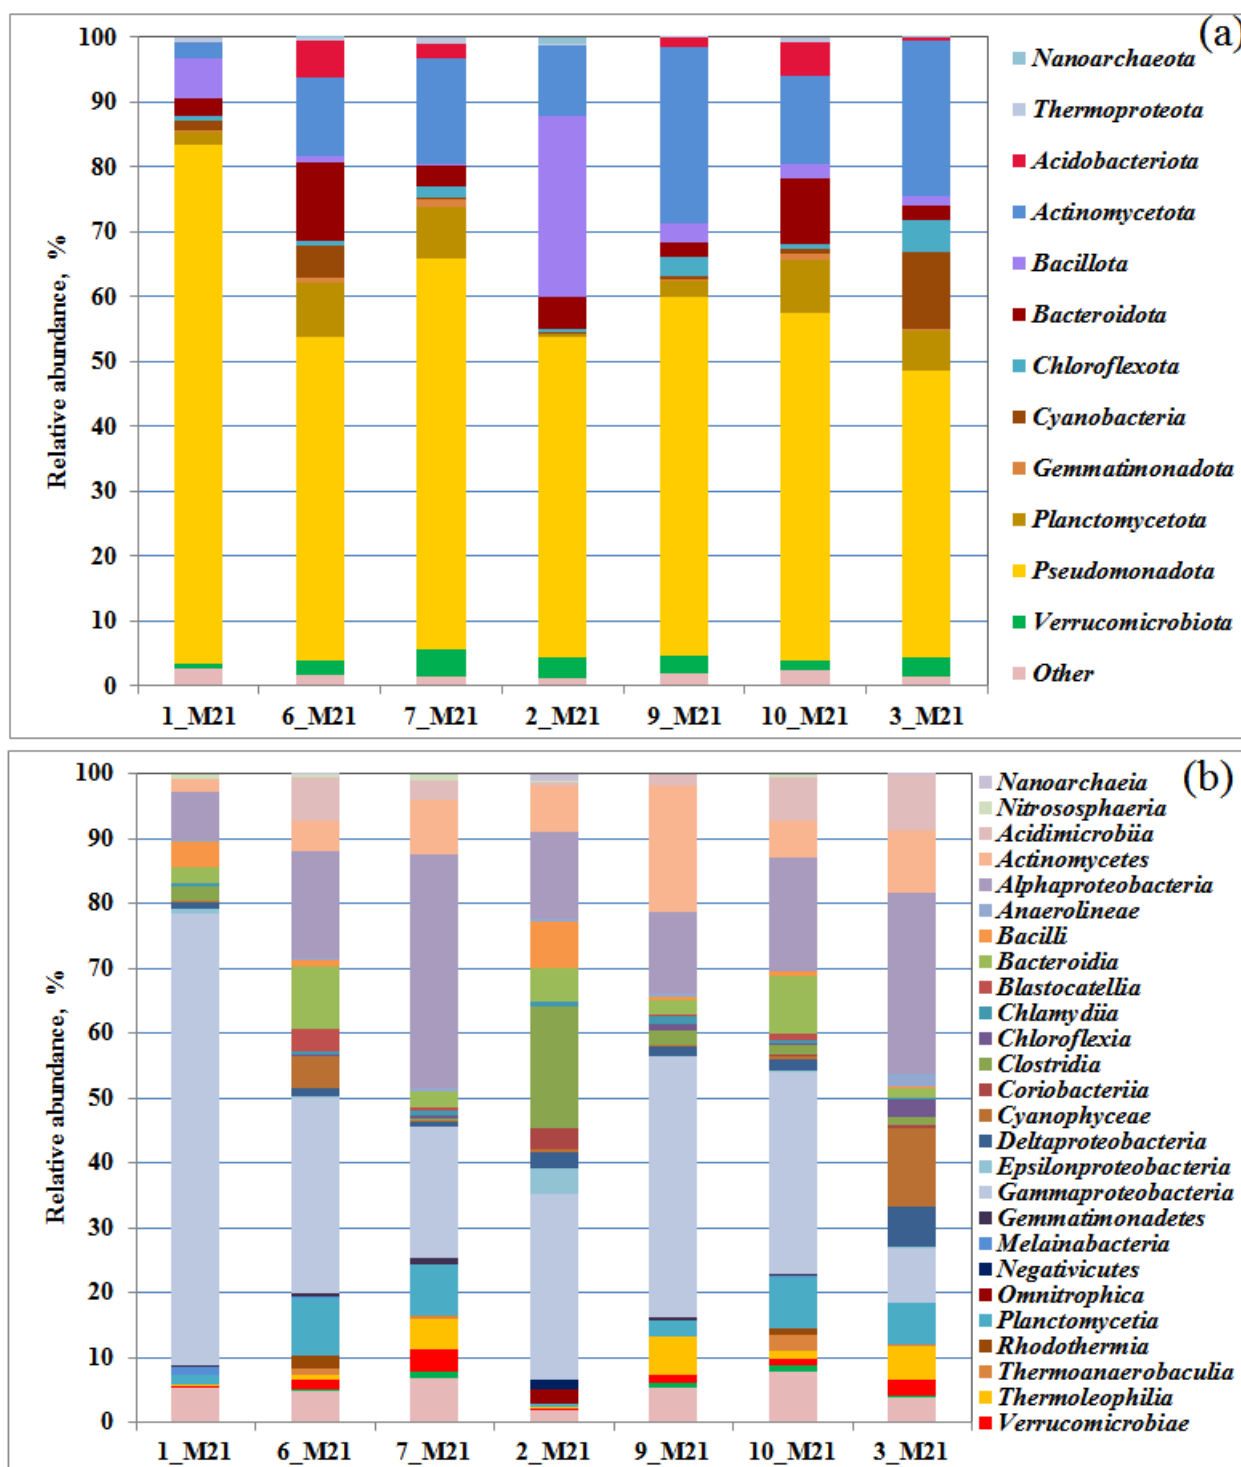 (a)
Relative abundance, %
100
90
80
70
60
50
40
30
20
10
0
1_M21 6_M21 7_M21 2_M21 9_M21 10_M21 3_M21
Nanoarchaeota
Thermoproteota
Acidobacteriota
Actinomycetota
Bacillota
Bacteroidota
Chloroflexota
Cyanobacteria
Gemmatimonadota
Planctomycetota
Pseudomonadota
Verrucomicrobiota
Other
(b)
Relative abundance, %
100
90
80
70
60
50
40
30
20
10
0
1_M21 6_M21 7_M21 2_M21 9_M21 10_M21 3_M21
Nanoarchaeia
Nitrososphaeria
Acidimicrobiia
Actinomycetes
Alphaproteobacteria
Anaerolineae
Bacilli
Bacteroidia
Blastocatellia
Chlamydiia
Chloroflexia
Clostridia
Coriobacteriia
Cyanophyceae
Deltaproteobacteria
Epsilonproteobacteria
Gammaproteobacteria
Gemmatimonadetes
Melainabacteria
Negativicutes
Omnitrophica
Planctomycetia
Rhodothermia
Thermoanaerobaculia
Thermoleophilia
Verrucomicrobiae